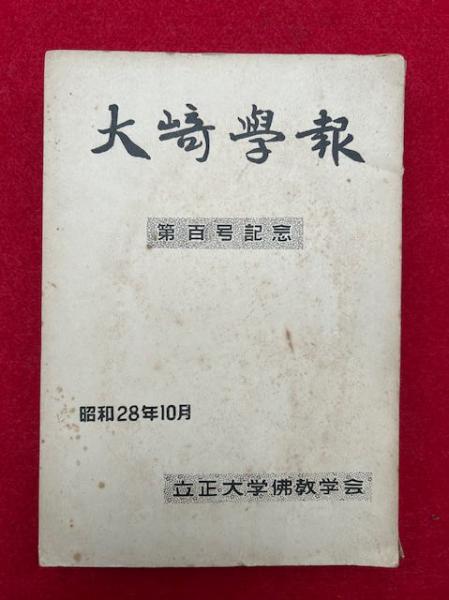 大﨑學報
第百号記念
昭和28年10月
立正大学佛教学会